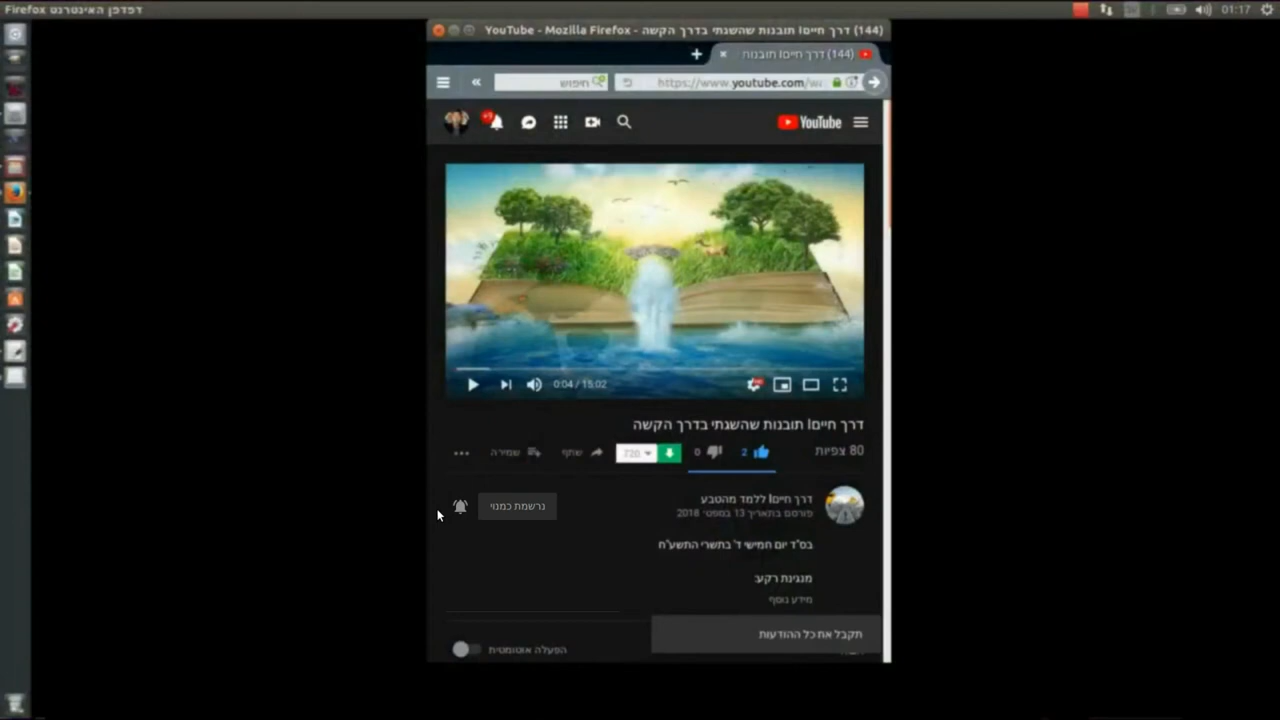 דפדפן האינטרנט Firefox
01:17
(144) דרך חיים| תובנות שהשגתי בדרך הקשה - YouTube - Mozilla Firefox
(144) דרך חיים| תובנות
https://www.youtube.com/w
חיפוש
YouTube
0:04 / 15:02
דרך חיים| תובנות שהשגתי בדרך הקשה
80 צפיות
2
0
720
שתף
שמירה
דרך חיים| ללמד מהטבע
פורסם בתאריך 13 בספט׳ 2018
נרשמת כמנוי
בס"ד יום חמישי ד' בתשרי התשע"ח
מנגינת רקע:
מידע נוסף
תקבל את כל ההודעות
הפעלה אוטומטית